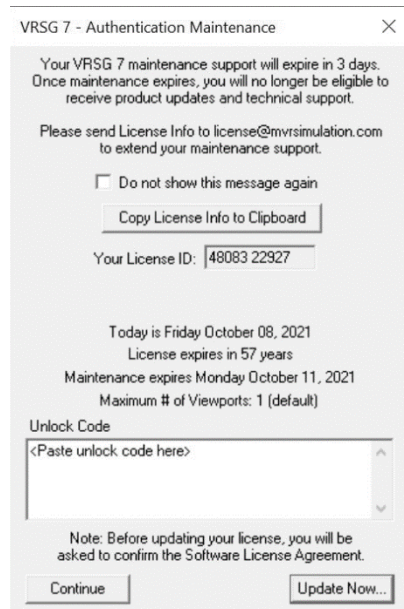 VRSG 7 - Authentication Maintenance
Your VRSG 7 maintenance support will expire in 3 days.
Once maintenance expires, you will no longer be eligible to
receive product updates and technical support.
Please send License Info to license@mvrsimulation.com
to extend your maintenance support.
Do not show this message again
Copy License Info to Clipboard
Your License ID: 48083 22927
Today is Friday October 08, 2021
License expires in 57 years
Maintenance expires Monday October 11, 2021
Maximum # of Viewports: 1 (default)
Unlock Code
<Paste unlock code here>
Note: Before updating your license, you will be
asked to confirm the Software License Agreement.
Continue Update Now...